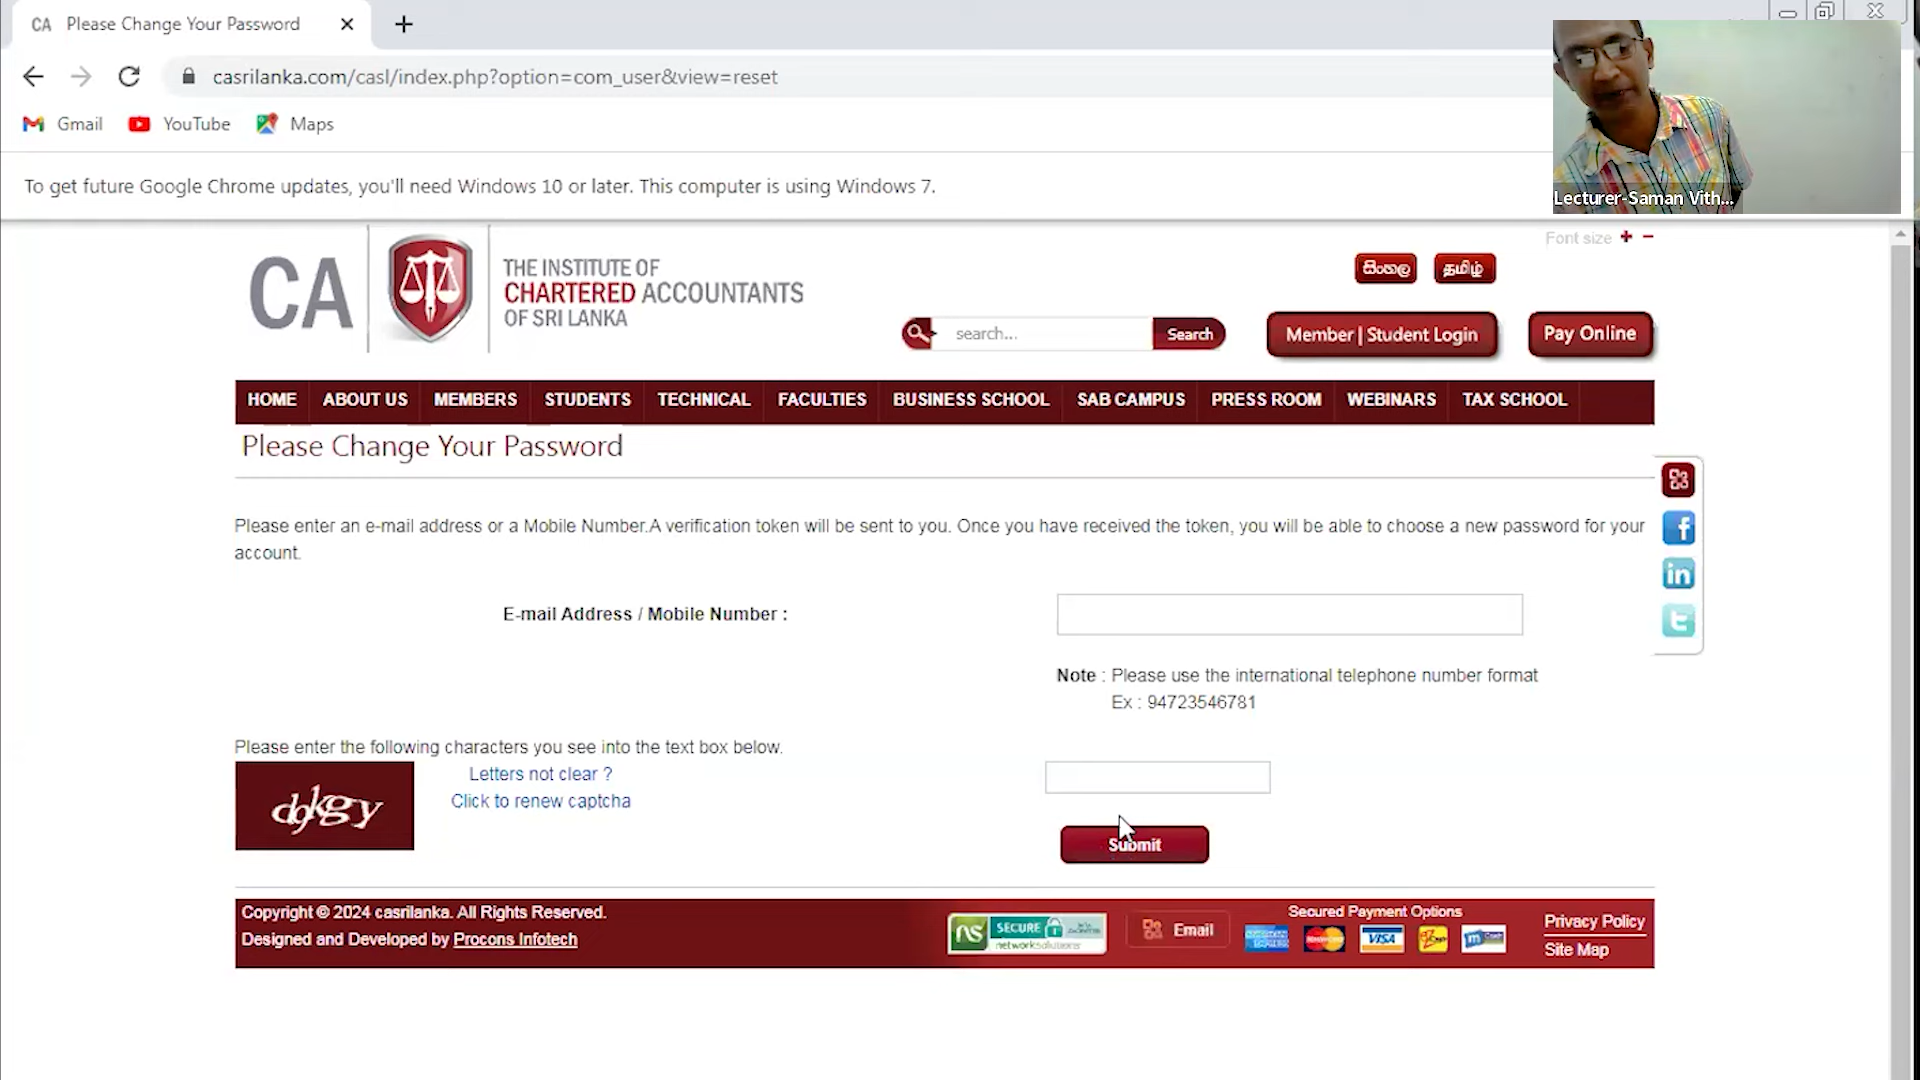 CA Please Change Your Password
casrilanka.com/casl/index.php?option=com_user&view=reset
Gmail YouTube Maps
To get future Google Chrome updates, you'll need Windows 10 or later. This computer is using Windows 7.
Lecturer-Saman Vith...
Font size + -
සිංහල தமிழ்
CA
THE INSTITUTE OF
CHARTERED ACCOUNTANTS
OF SRI LANKA
search... Search
Member | Student Login
Pay Online
HOME ABOUT US MEMBERS STUDENTS TECHNICAL FACULTIES BUSINESS SCHOOL SAB CAMPUS PRESS ROOM WEBINARS TAX SCHOOL
Please Change Your Password
Please enter an e-mail address or a Mobile Number.A verification token will be sent to you. Once you have received the token, you will be able to choose a new password for your
account.
E-mail Address / Mobile Number :
Note : Please use the international telephone number format
Ex : 94723546781
Please enter the following characters you see into the text box below.
Letters not clear ?
Click to renew captcha
Submit
Copyright © 2024 casrilanka. All Rights Reserved.
Designed and Developed by Procons Infotech
SECURE
networksolutions
Email
Secured Payment Options
VISA
Privacy Policy
Site Map